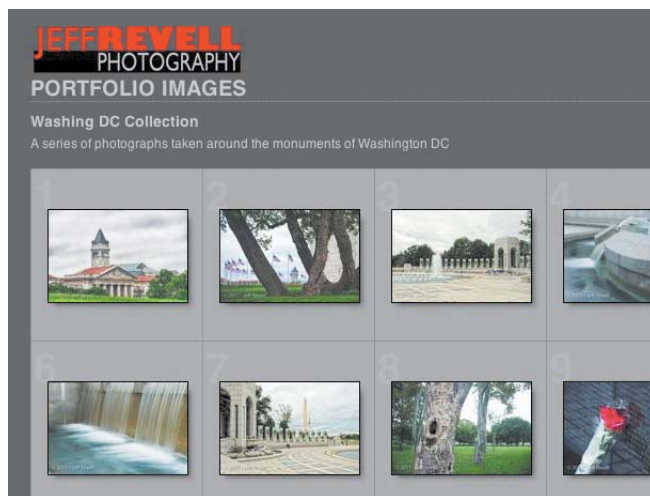 JEFFREVELL
PHOTOGRAPHY
PORTFOLIO IMAGES
Washing DC Collection
A series of photographs taken around the monuments of Washington DC
1 2 3 4
6 7 8 9